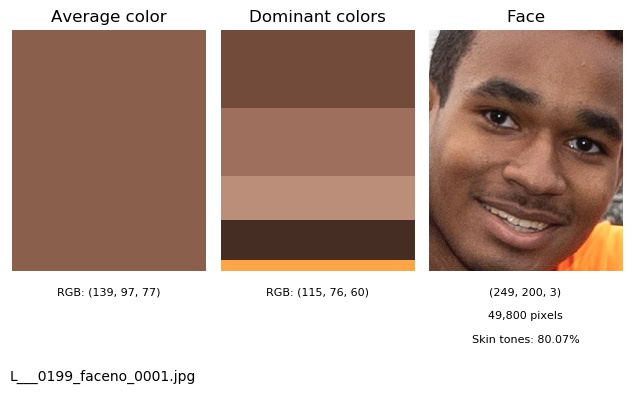 Average color
Dominant colors
Face
RGB: (139, 97, 77)
RGB: (115, 76, 60)
(249, 200, 3)
49,800 pixels
Skin tones: 80.07%
L___0199_faceno_0001.jpg